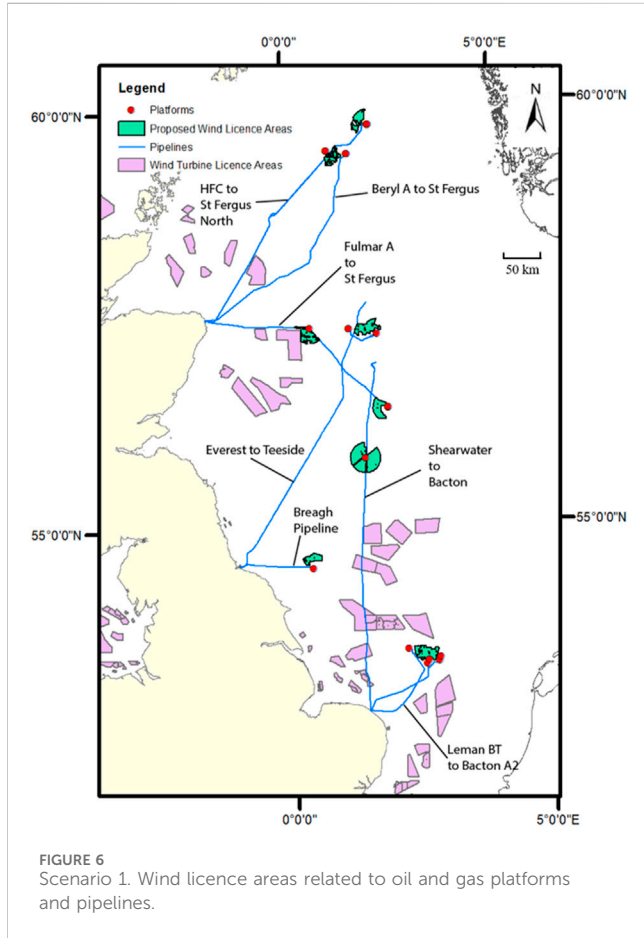 0°0'0"
5°0'0"E
Legend
Platforms
Proposed Wind Licence Areas
Pipelines
Wind Turbine Licence Areas
N
60°0'0"N
60°0'0"N
HFC to
St Fergus
North
Beryl A to St Fergus
Fulmar A
to
St Fergus
50 km
Everest to Teeside
Shearwater
to
Bacton
Breagh
Pipeline
55°0'0"N
55°0'0"N
Leman BT
to Bacton A2
0°0'0"
5°0'0"E
FIGURE 6
Scenario 1. Wind licence areas related to oil and gas platforms
and pipelines.